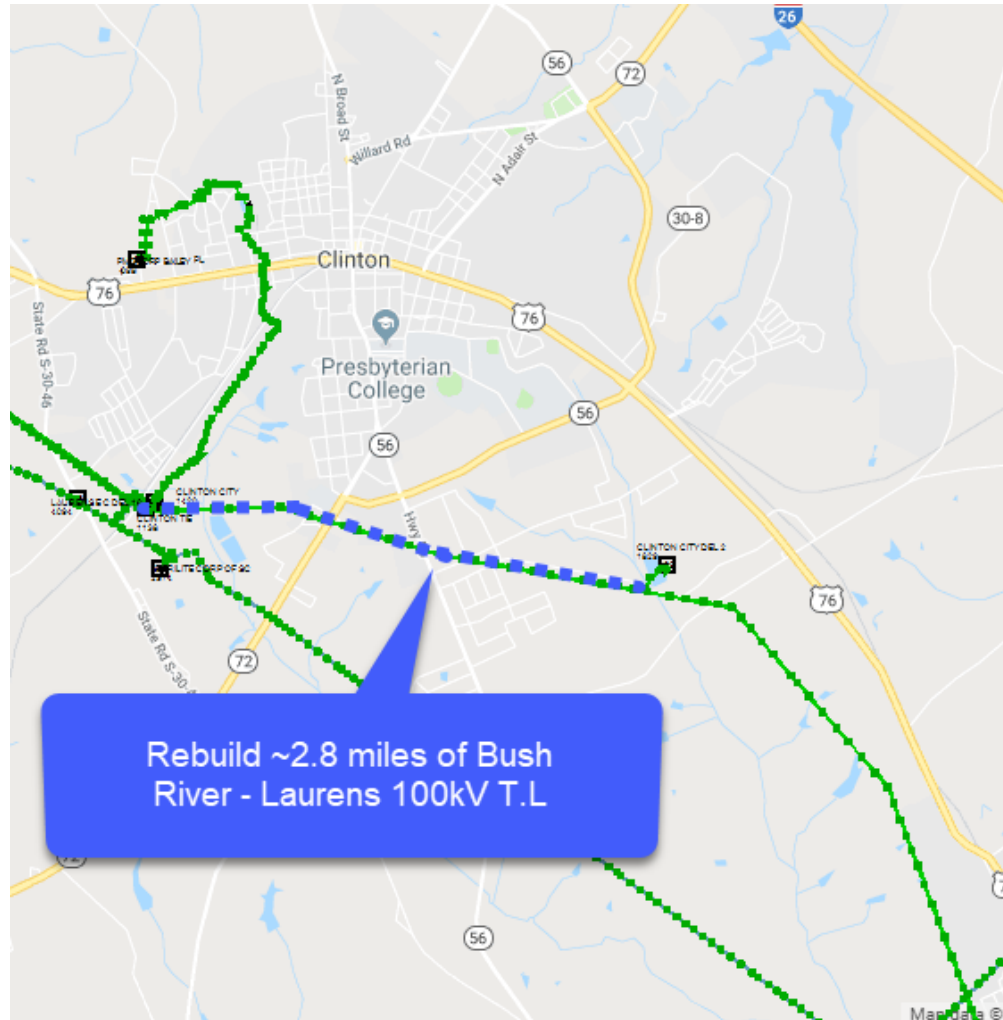 26
56
72
N Broad St
Willard Rd
N Adair St
30-8
Clinton
76
76
State Rd S-30-46
Presbyterian
College
56
56
CLINTON CITY
CLINTON TIE
Hwy
CLINTON CITY DEL 2
76
State Rd S-30-4
72
Rebuild ~2.8 miles of Bush
River - Laurens 100kV T.L
72
7
56
Map data ©